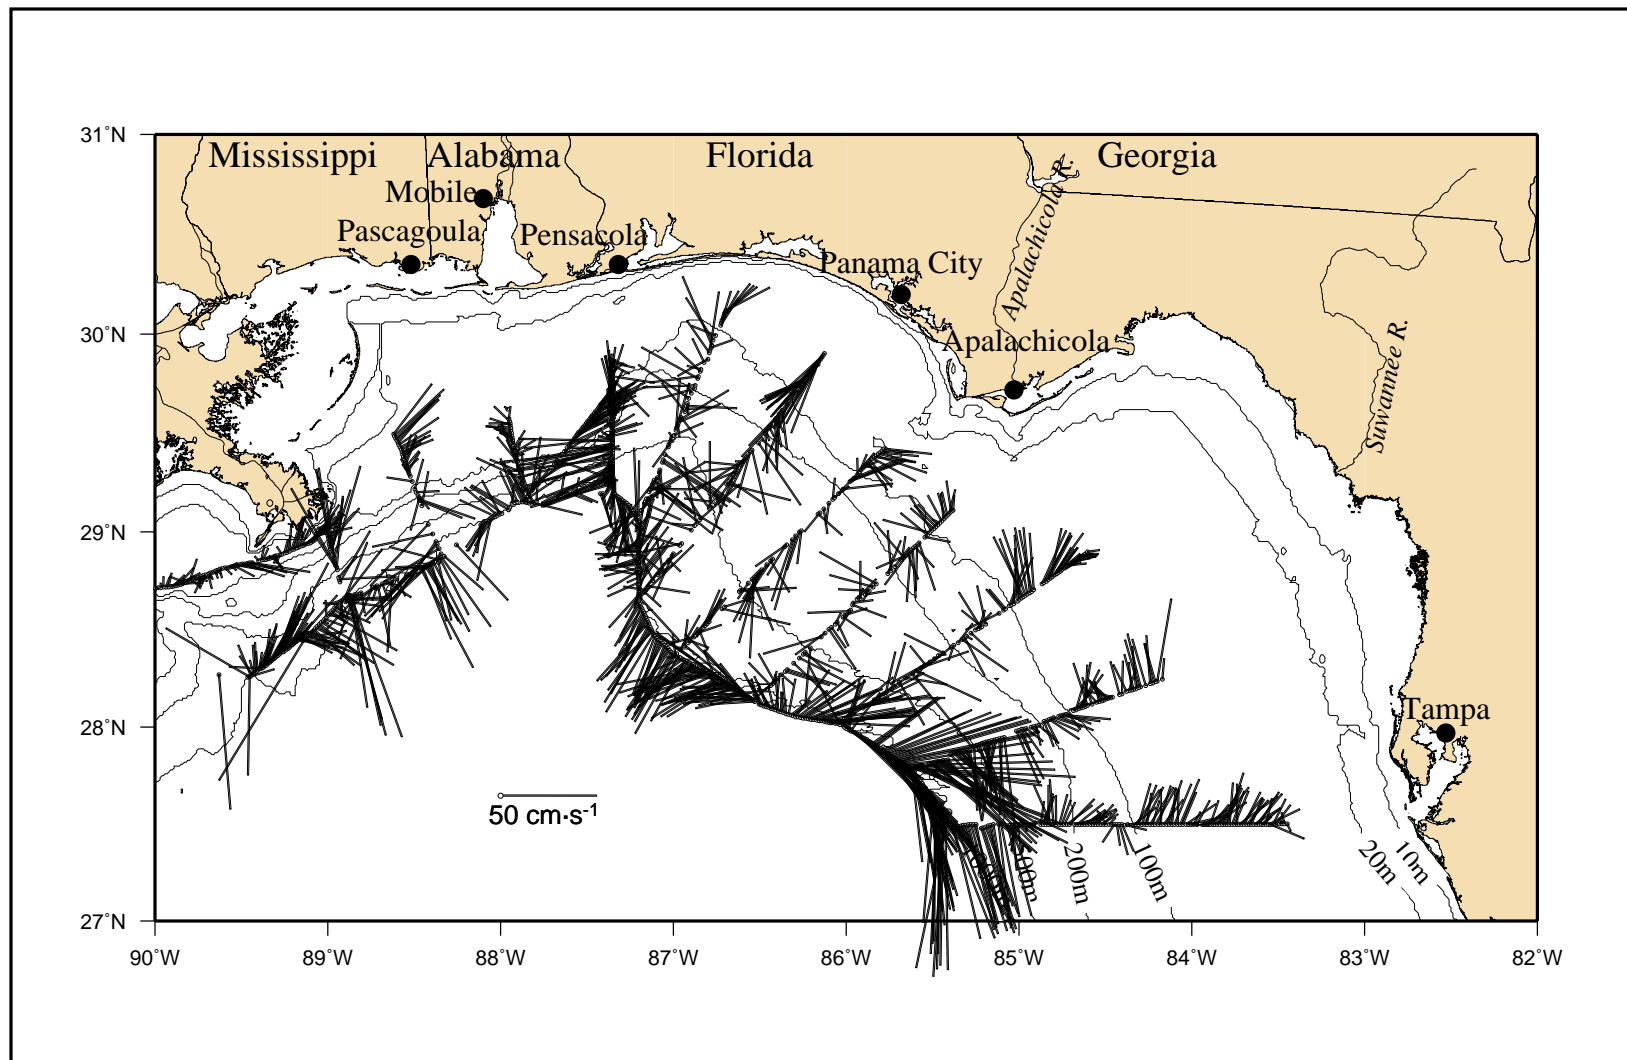 31°N
Mississippi Alabama Florida Georgia
Mobile
Apalachicola R.
Pascagoula Pensacola
Panama City
30°N
Apalachicola
Suwannee R.
29°N
28°N
Tampa
50 cm·s⁻¹
200m 100m 20m 10m
27°N
90°W 89°W 88°W 87°W 86°W 85°W 84°W 83°W 82°W